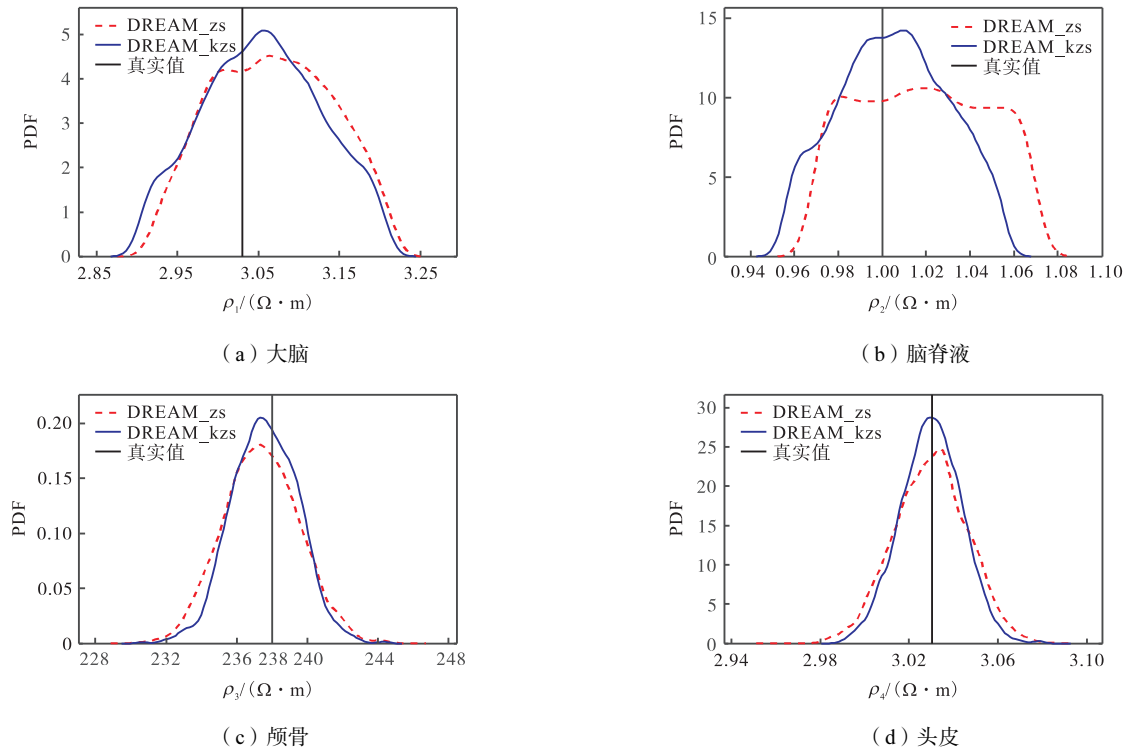 DREAM_zs
DREAM_kzs
真实值
PDF
5
4
3
2
1
0
2.85 2.95 3.05 3.15 3.25
ρ₁/(Ω·m)
(a)大脑
DREAM_zs
DREAM_kzs
真实值
PDF
15
10
5
0
0.94 0.96 0.98 1.00 1.02 1.04 1.06 1.08 1.10
ρ₂/(Ω·m)
(b)脑脊液
DREAM_zs
DREAM_kzs
真实值
PDF
0.20
0.15
0.10
0.05
0
228 232 236 238 240 244 248
ρ₃/(Ω·m)
(c)颅骨
DREAM_zs
DREAM_kzs
真实值
PDF
30
25
20
15
10
5
0
2.94 2.98 3.02 3.06 3.10
ρ₄/(Ω·m)
(d)头皮